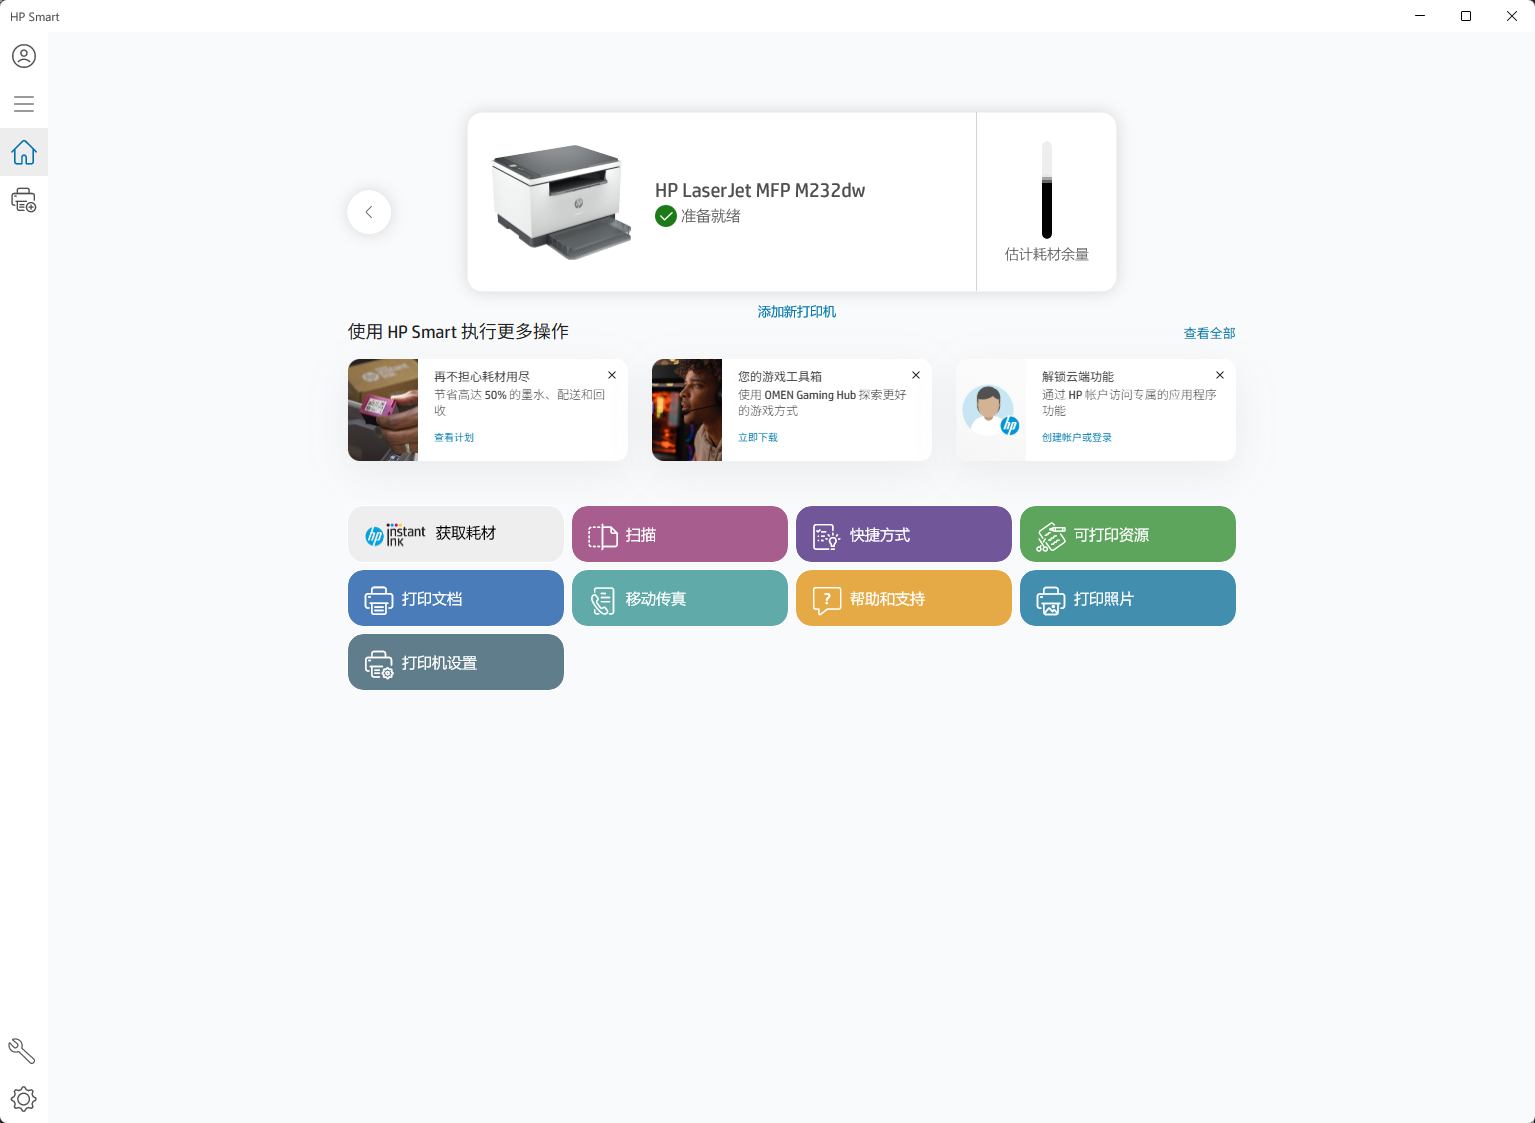 HP Smart
HP LaserJet MFP M232dw
准备就绪
估计耗材余量
添加新打印机
使用 HP Smart 执行更多操作
查看全部
再不担心耗材用尽
节省高达 50% 的墨水、配送和回
收
查看计划
您的游戏工具箱
使用 OMEN Gaming Hub 探索更好
的游戏方式
立即下载
解锁云端功能
通过 HP 帐户访问专属的应用程序
功能
创建帐户或登录
hp
hp instant ink 获取耗材
扫描
快捷方式
可打印资源
打印文档
移动传真
帮助和支持
打印照片
打印机设置